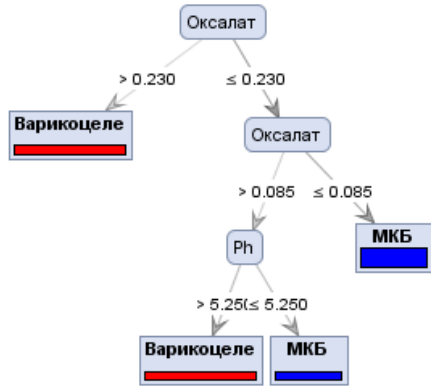 Оксалат
> 0.230 ≤ 0.230
Варикоцеле
Оксалат
> 0.085 ≤ 0.085
Ph
МКБ
> 5.25(≤ 5.250
Варикоцеле
МКБ